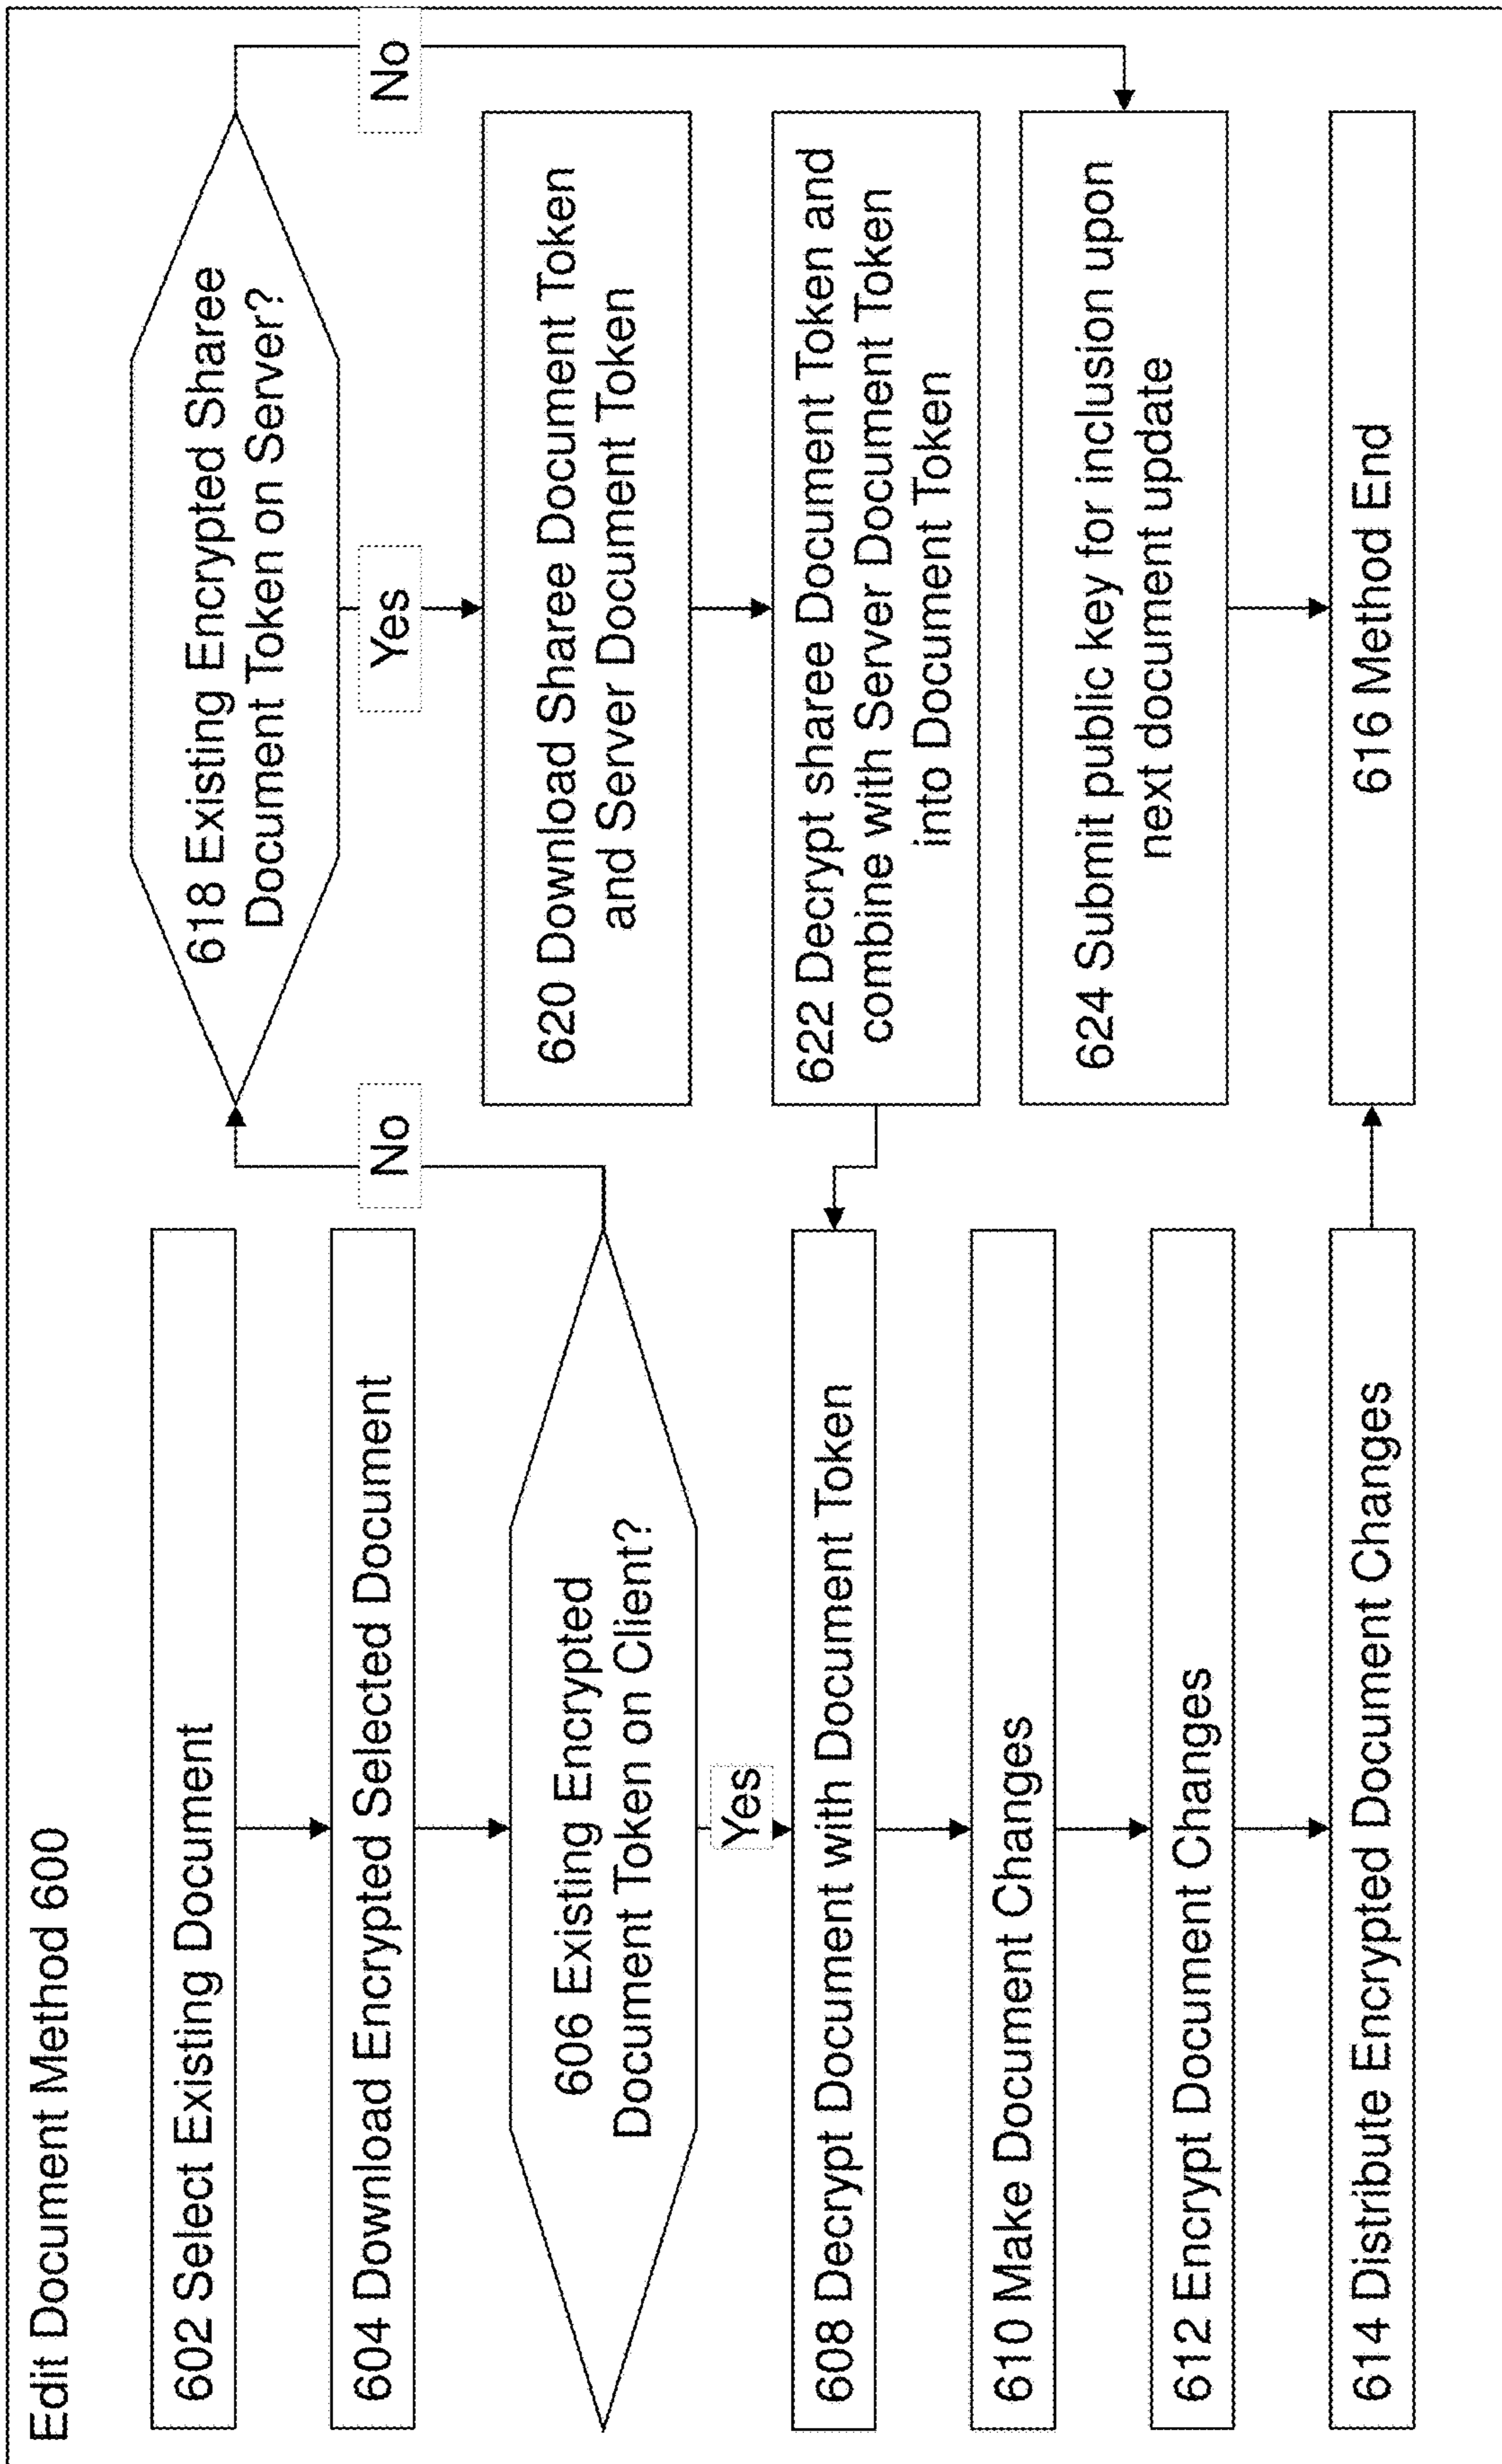 Edit Document Method 600
602 Select Existing Document
604 Download Encrypted Selected Document
606 Existing Encrypted
Document Token on Client?
No
Yes
608 Decrypt Document with Document Token
610 Make Document Changes
612 Encrypt Document Changes
614 Distribute Encrypted Document Changes
618 Existing Encrypted Sharee
Document Token on Server?
No
Yes
620 Download Sharee Document Token
and Server Document Token
622 Decrypt sharee Document Token and
combine with Server Document Token
into Document Token
624 Submit public key for inclusion upon
next document update
616 Method End